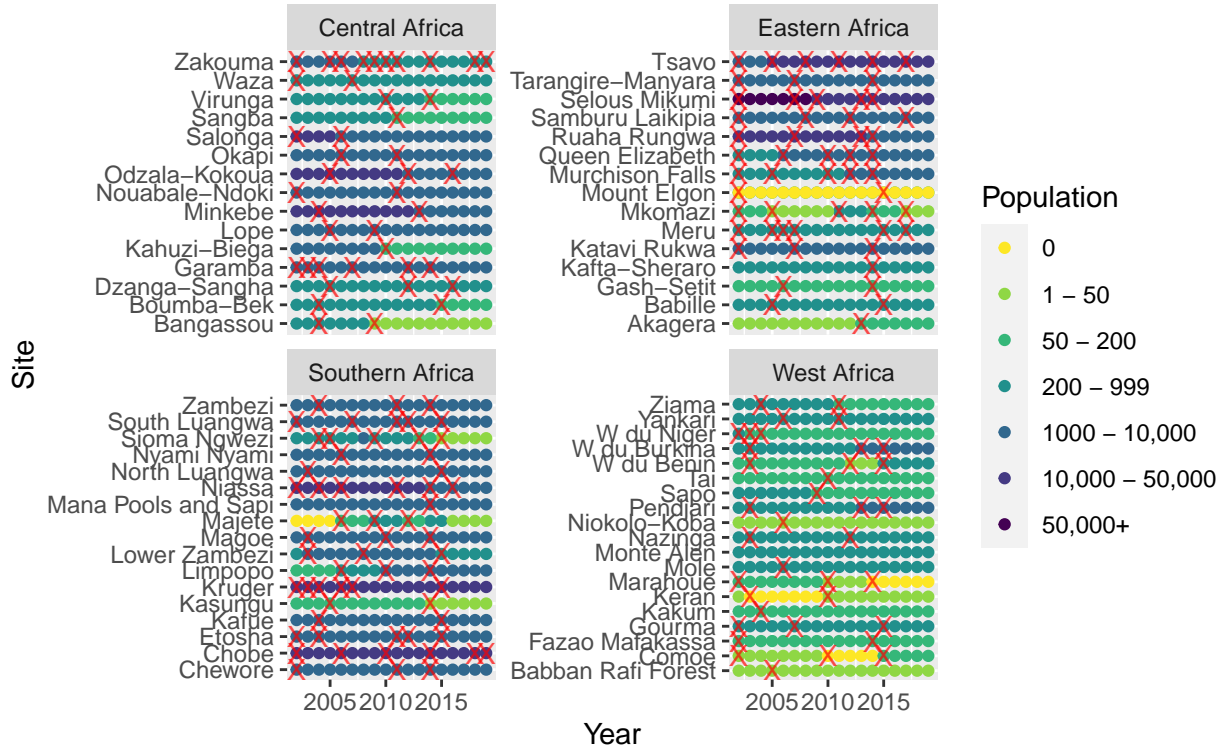 Central Africa
Zakouma
Waza
Virunga
Sangba
Salonga
Okapi
Odzala−Kokoua
Nouabale−Ndoki
Minkebe
Lope
Kahuzi−Biega
Garamba
Dzanga−Sangha
Boumba−Bek
Bangassou
Eastern Africa
Tsavo
Tarangire−Manyara
Selous Mikumi
Samburu Laikipia
Ruaha Rungwa
Queen Elizabeth
Murchison Falls
Mount Elgon
Mkomazi
Meru
Katavi Rukwa
Kafta−Sheraro
Gash−Setit
Babille
Akagera
Southern Africa
Zambezi
South Luangwa
Sioma Ngwezi
Nyami Nyami
North Luangwa
Niassa
Mana Pools and Sapi
Majete
Magoe
Lower Zambezi
Limpopo
Kruger
Kasungu
Kafue
Etosha
Chobe
Chewore
2005 2010 2015
West Africa
Ziama
Yankari
W du Niger
W du Burkina
W du Benin
Tai
Sapo
Pendjari
Niokolo−Koba
Nazinga
Monte Alen
Mole
Marahoue
Keran
Kakum
Gourma
Fazao Mafakassa
Comoe
Babban Rafi Forest
2005 2010 2015
Site
Year
Population
0
1 − 50
50 − 200
200 − 999
1000 − 10,000
10,000 − 50,000
50,000+